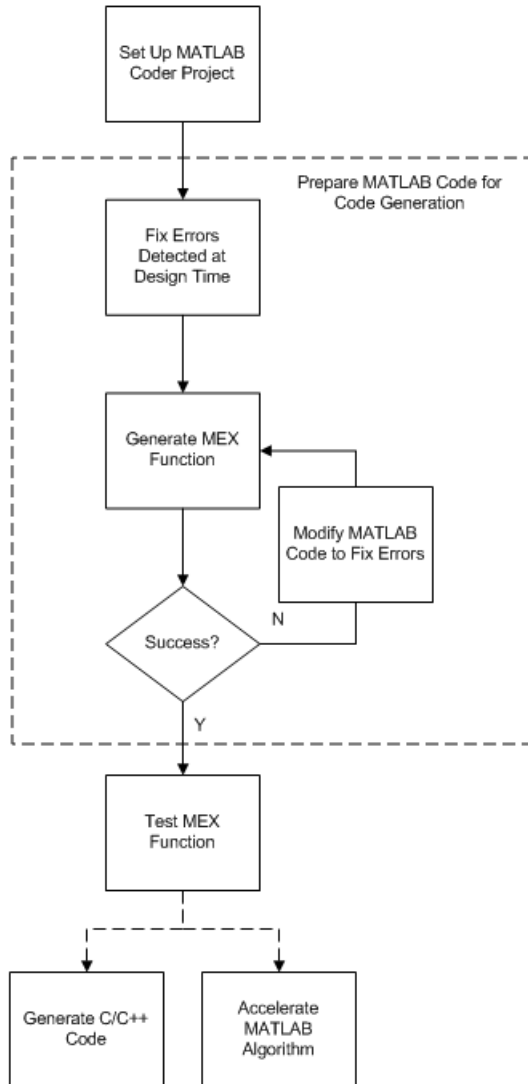 Set Up MATLAB
Coder Project
Prepare MATLAB Code for
Code Generation
Fix Errors
Detected at
Design Time
Generate MEX
Function
Modify MATLAB
Code to Fix Errors
Success?
N
Y
Test MEX
Function
Generate C/C++
Code
Accelerate
MATLAB
Algorithm